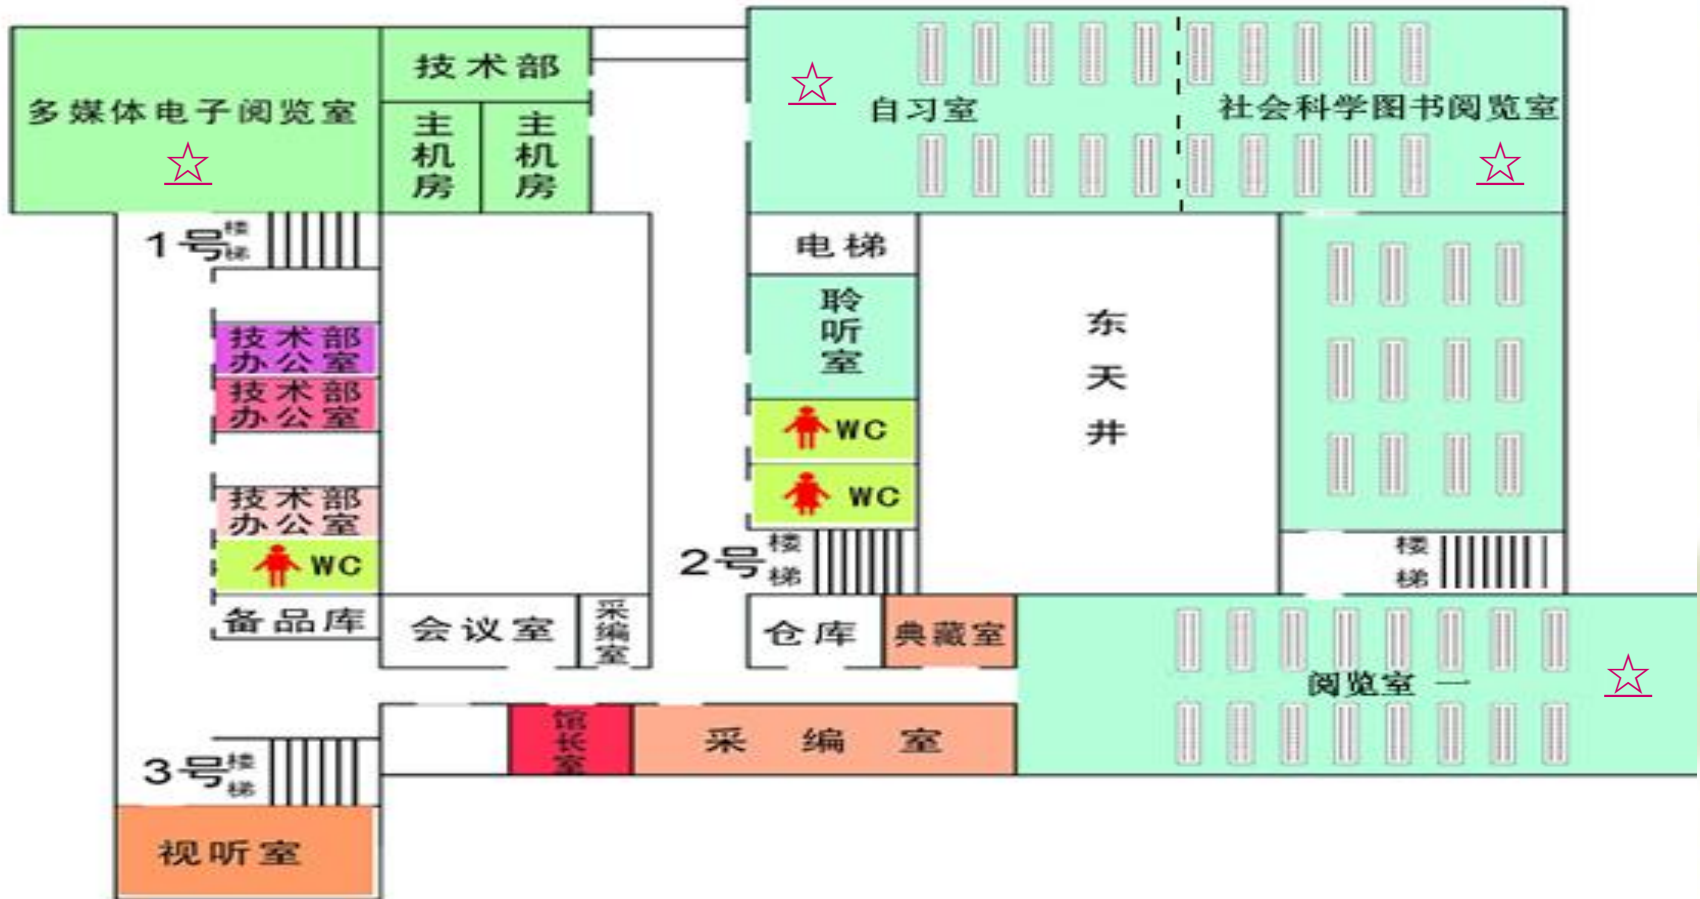 技术部
多媒体电子阅览室
主机房
主机房
自习室
社会科学图书阅览室
1号楼梯
电梯
聆听室
东天井
技术部
办公室
技术部
办公室
WC
WC
技术部
办公室
WC
2号楼梯
楼梯
备品库
会议室
采编室
仓库
典藏室
阅览室 一
馆长室
采编室
3号楼梯
视听室